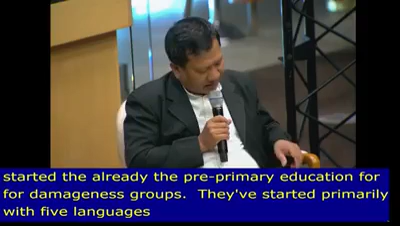 started the already the pre-primary education for
for damageness groups.  They've started primarily
with five languages